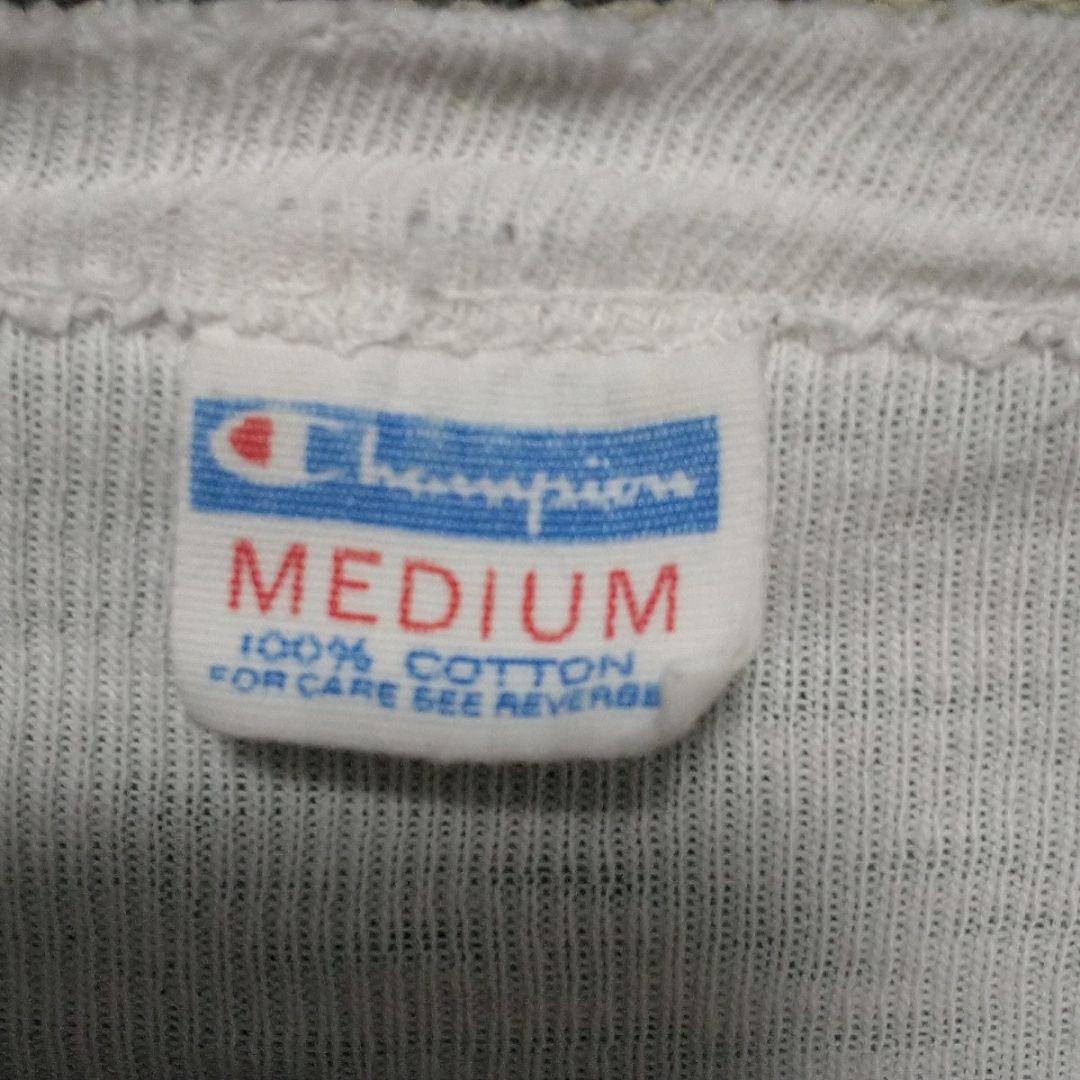 Champion
MEDIUM
100% COTTON
FOR CARE SEE REVERSE